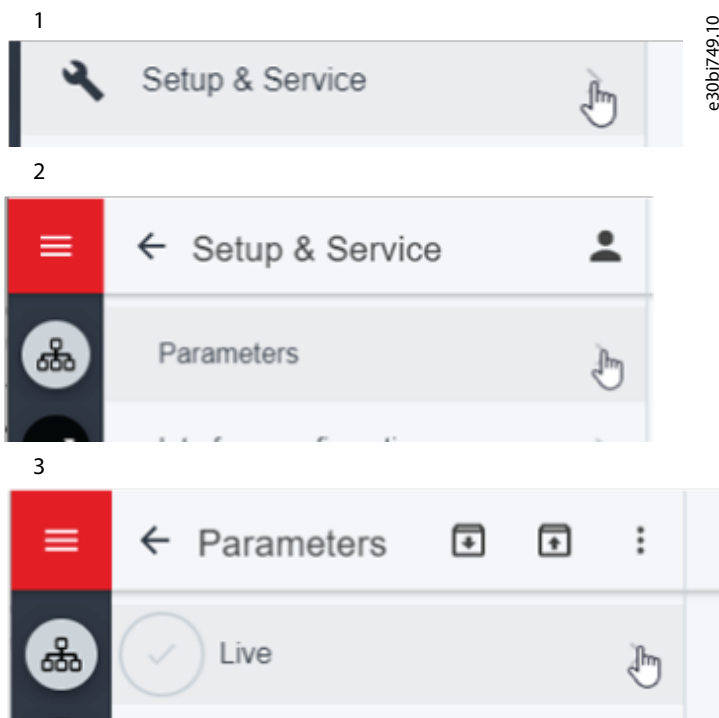 1
Setup & Service
e30bi749.10
2
Setup & Service
Parameters
3
Parameters
Live